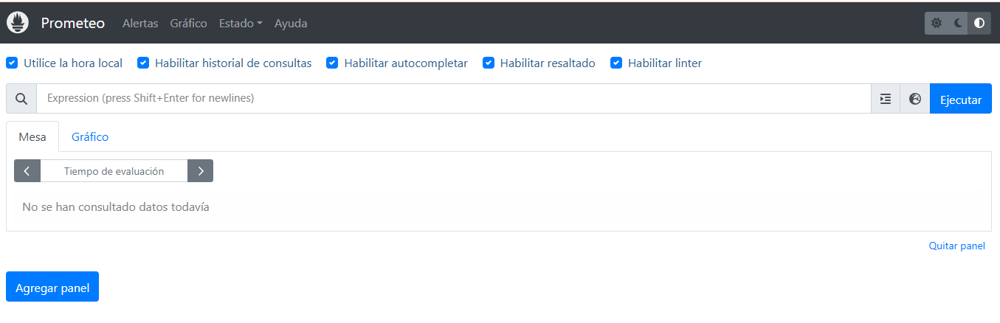 Prometeo Alertas Gráfico Estado Ayuda
Utilice la hora local Habilitar historial de consultas Habilitar autocompletar Habilitar resaltado Habilitar linter
Expression (press Shift+Enter for newlines) Ejecutar
Mesa Gráfico
Tiempo de evaluación
No se han consultado datos todavía
Quitar panel
Agregar panel